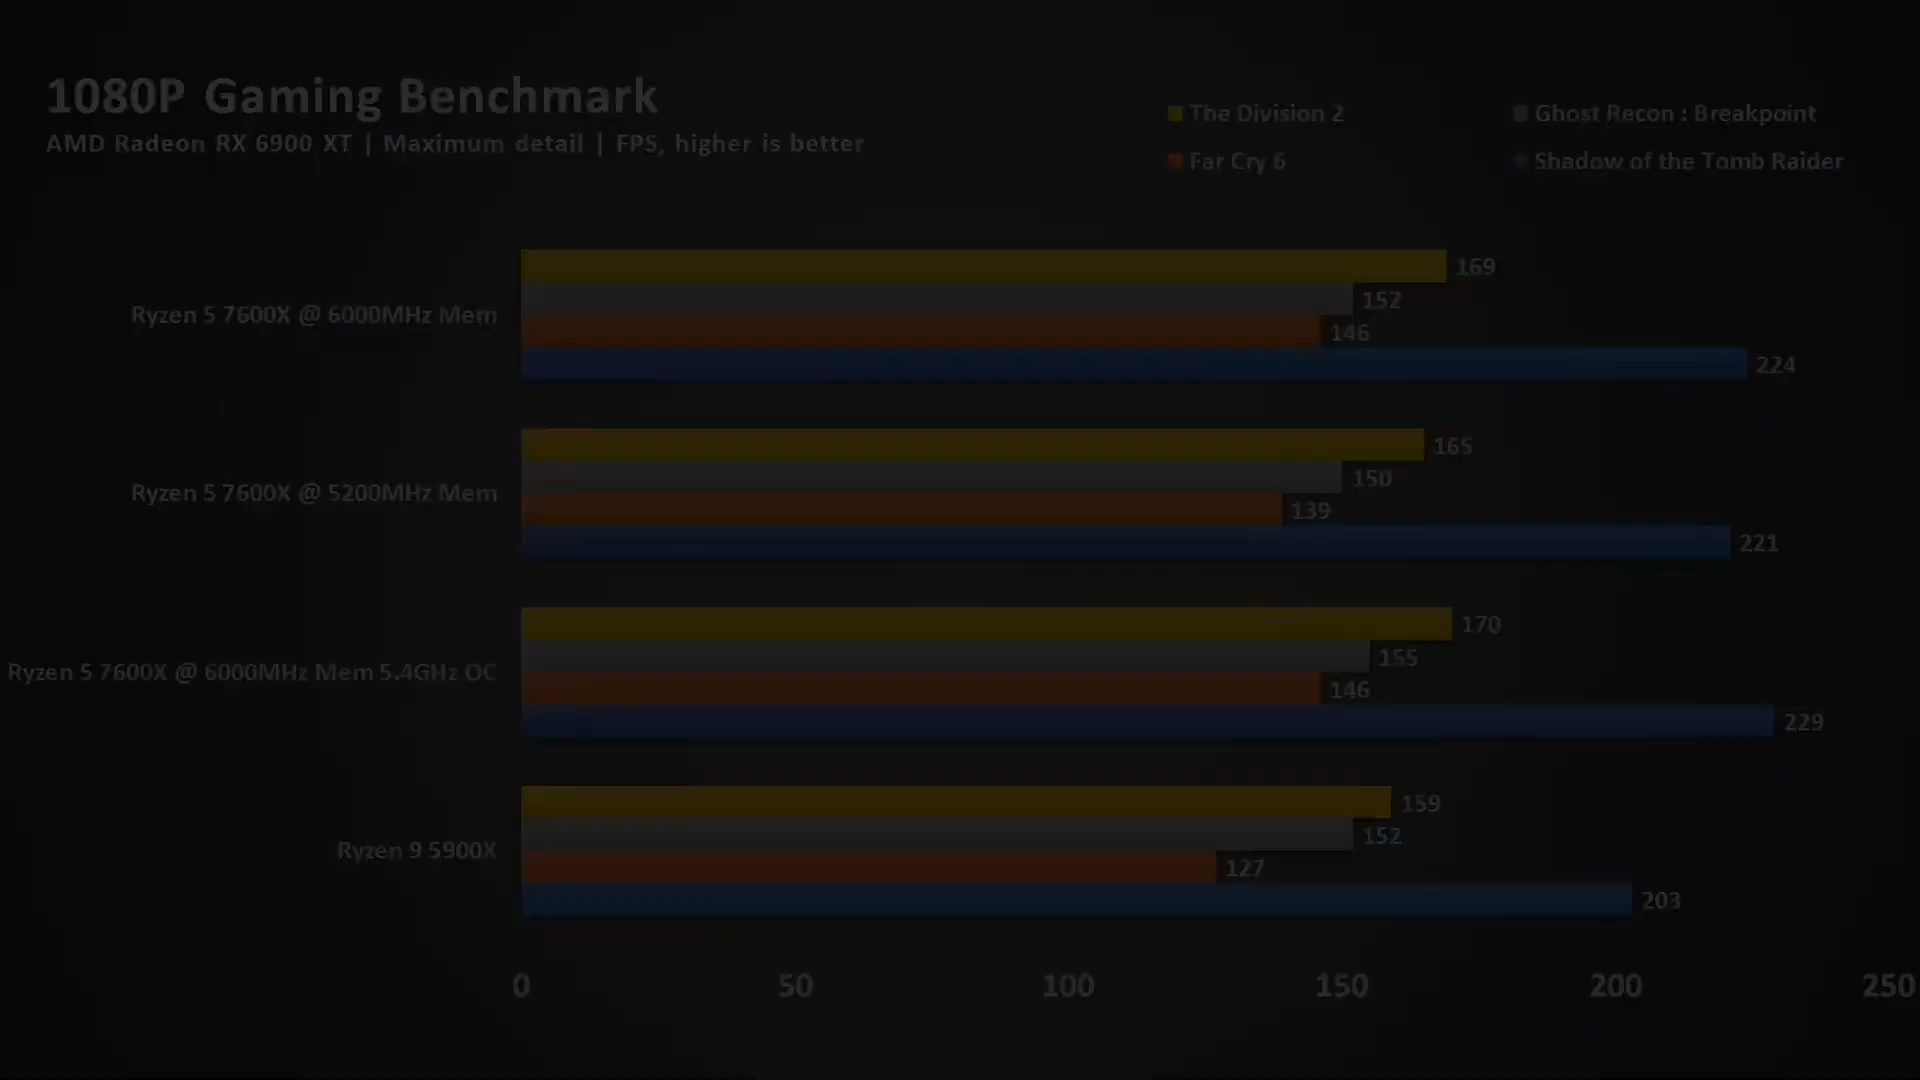 1080P Gaming Benchmark
AMD Radeon RX 6900 XT | Maximum detail | FPS, higher is better
The Division 2
Ghost Recon : Breakpoint
Far Cry 6
Shadow of the Tomb Raider
Ryzen 5 7600X @ 6000MHz Mem
169
152
146
224
Ryzen 5 7600X @ 5200MHz Mem
165
150
139
221
Ryzen 5 7600X @ 6000MHz Mem 5.4GHz OC
170
155
146
229
Ryzen 9 5900X
159
152
127
203
0 50 100 150 200 250